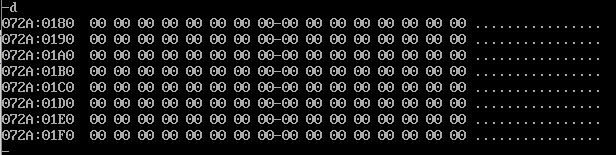 -d
072A:0180  00 00 00 00 00 00 00 00-00 00 00 00 00 00 00 00 ................
072A:0190  00 00 00 00 00 00 00 00-00 00 00 00 00 00 00 00 ................
072A:01A0  00 00 00 00 00 00 00 00-00 00 00 00 00 00 00 00 ................
072A:01B0  00 00 00 00 00 00 00 00-00 00 00 00 00 00 00 00 ................
072A:01C0  00 00 00 00 00 00 00 00-00 00 00 00 00 00 00 00 ................
072A:01D0  00 00 00 00 00 00 00 00-00 00 00 00 00 00 00 00 ................
072A:01E0  00 00 00 00 00 00 00 00-00 00 00 00 00 00 00 00 ................
072A:01F0  00 00 00 00 00 00 00 00-00 00 00 00 00 00 00 00 ................
-